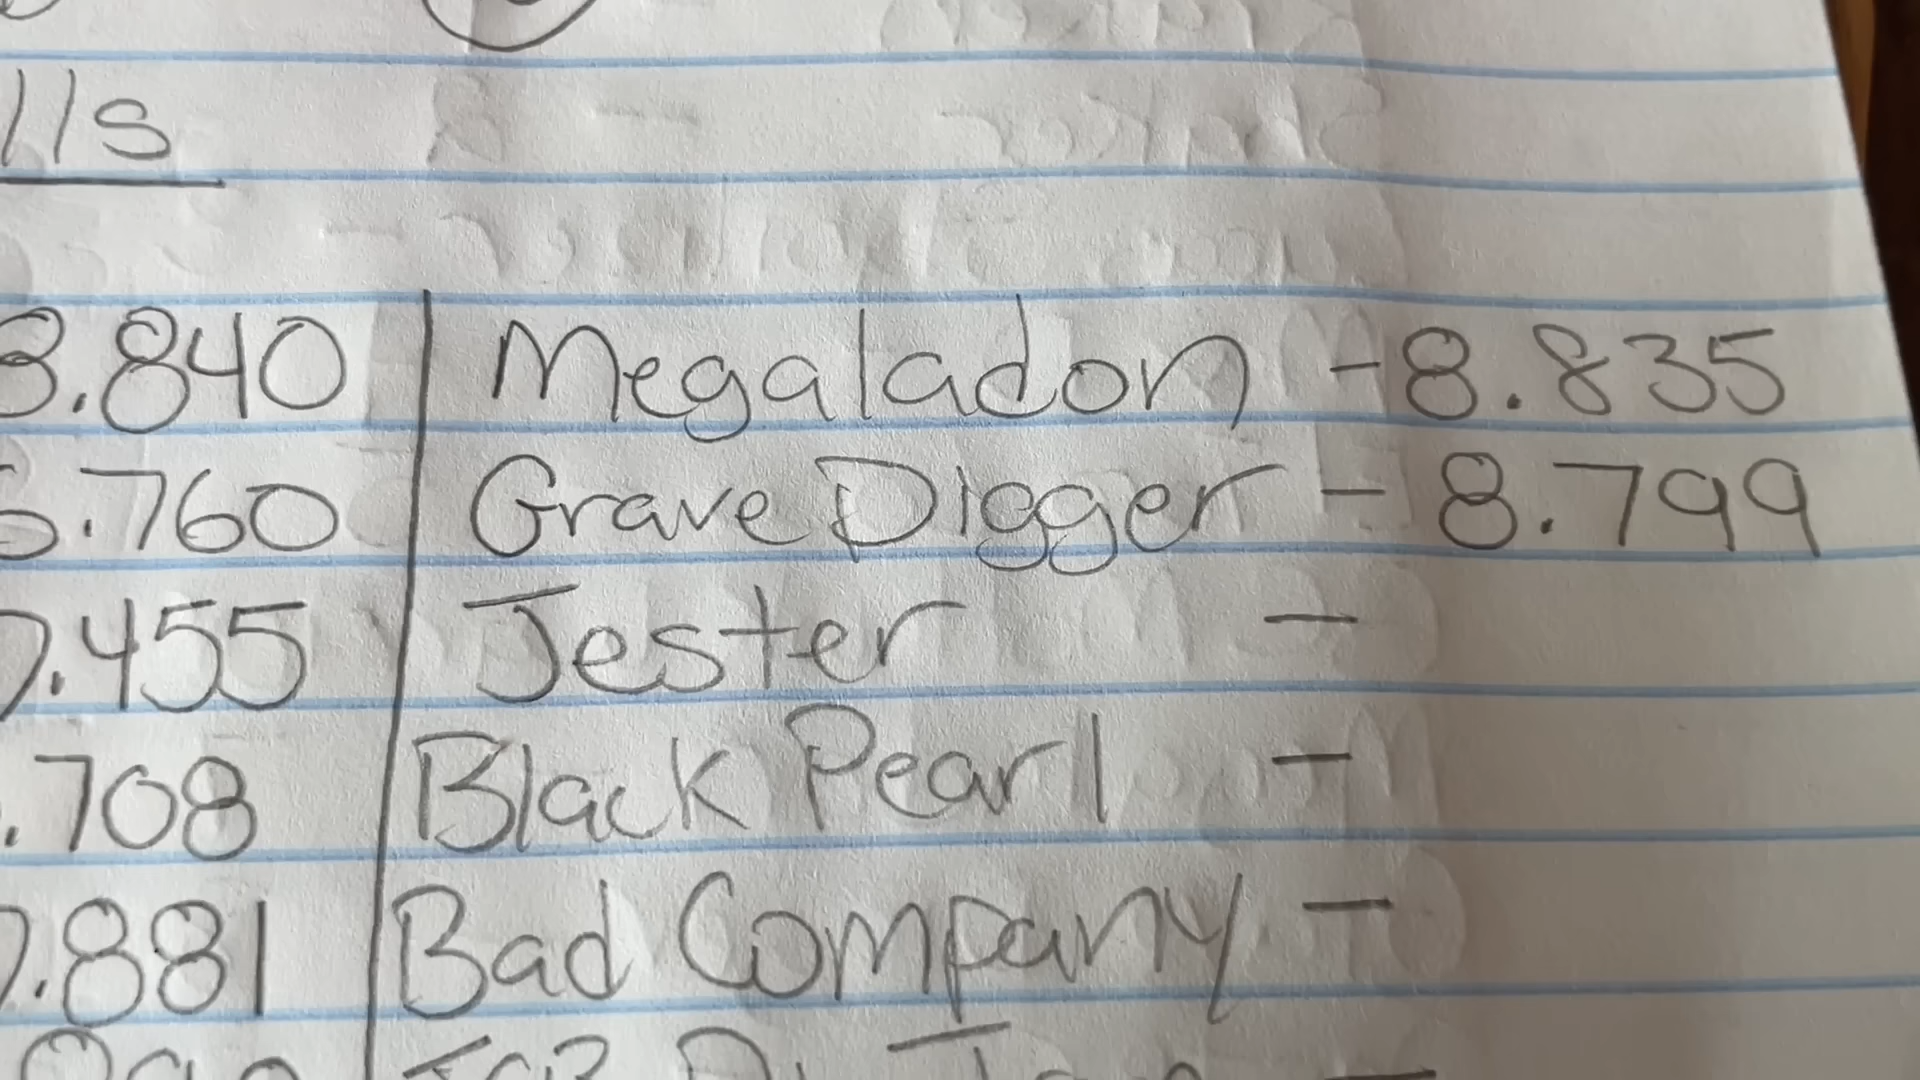 lls
8.840 | Megaladon - 8.835
.760 | Grave Digger - 8.799
.455 | Jester -
.708 | Black Pearl -
.881 | Bad Company -